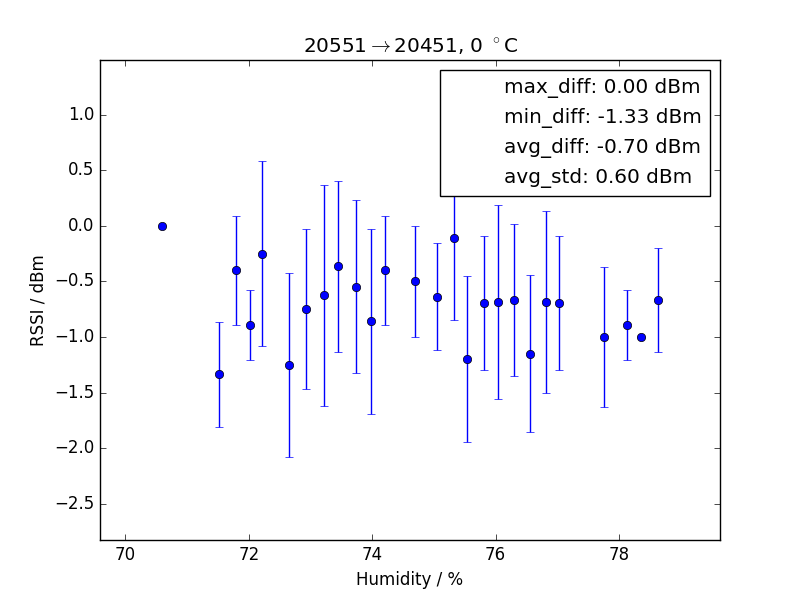 20551→20451, 0 °C
max_diff: 0.00 dBm
min_diff: -1.33 dBm
avg_diff: -0.70 dBm
avg_std: 0.60 dBm
1.0
0.5
0.0
−0.5
−1.0
−1.5
−2.0
−2.5
RSSI / dBm
70 72 74 76 78
Humidity / %